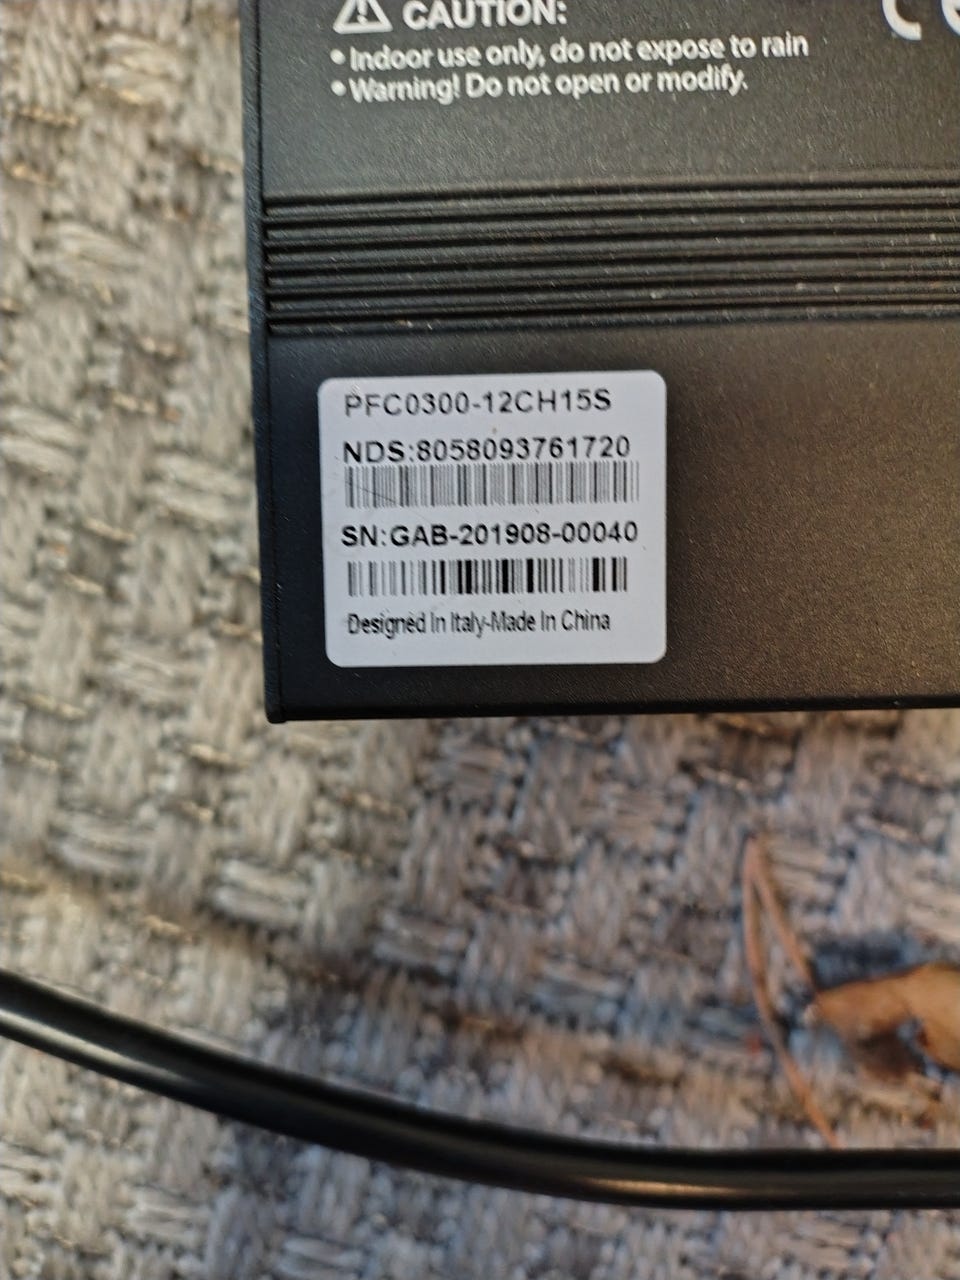 CAUTION:
• Indoor use only, do not expose to rain
• Warning! Do not open or modify.
PFC0300-12CH15S
NDS:8058093761720
SN:GAB-201908-00040
Designed In Italy-Made In China